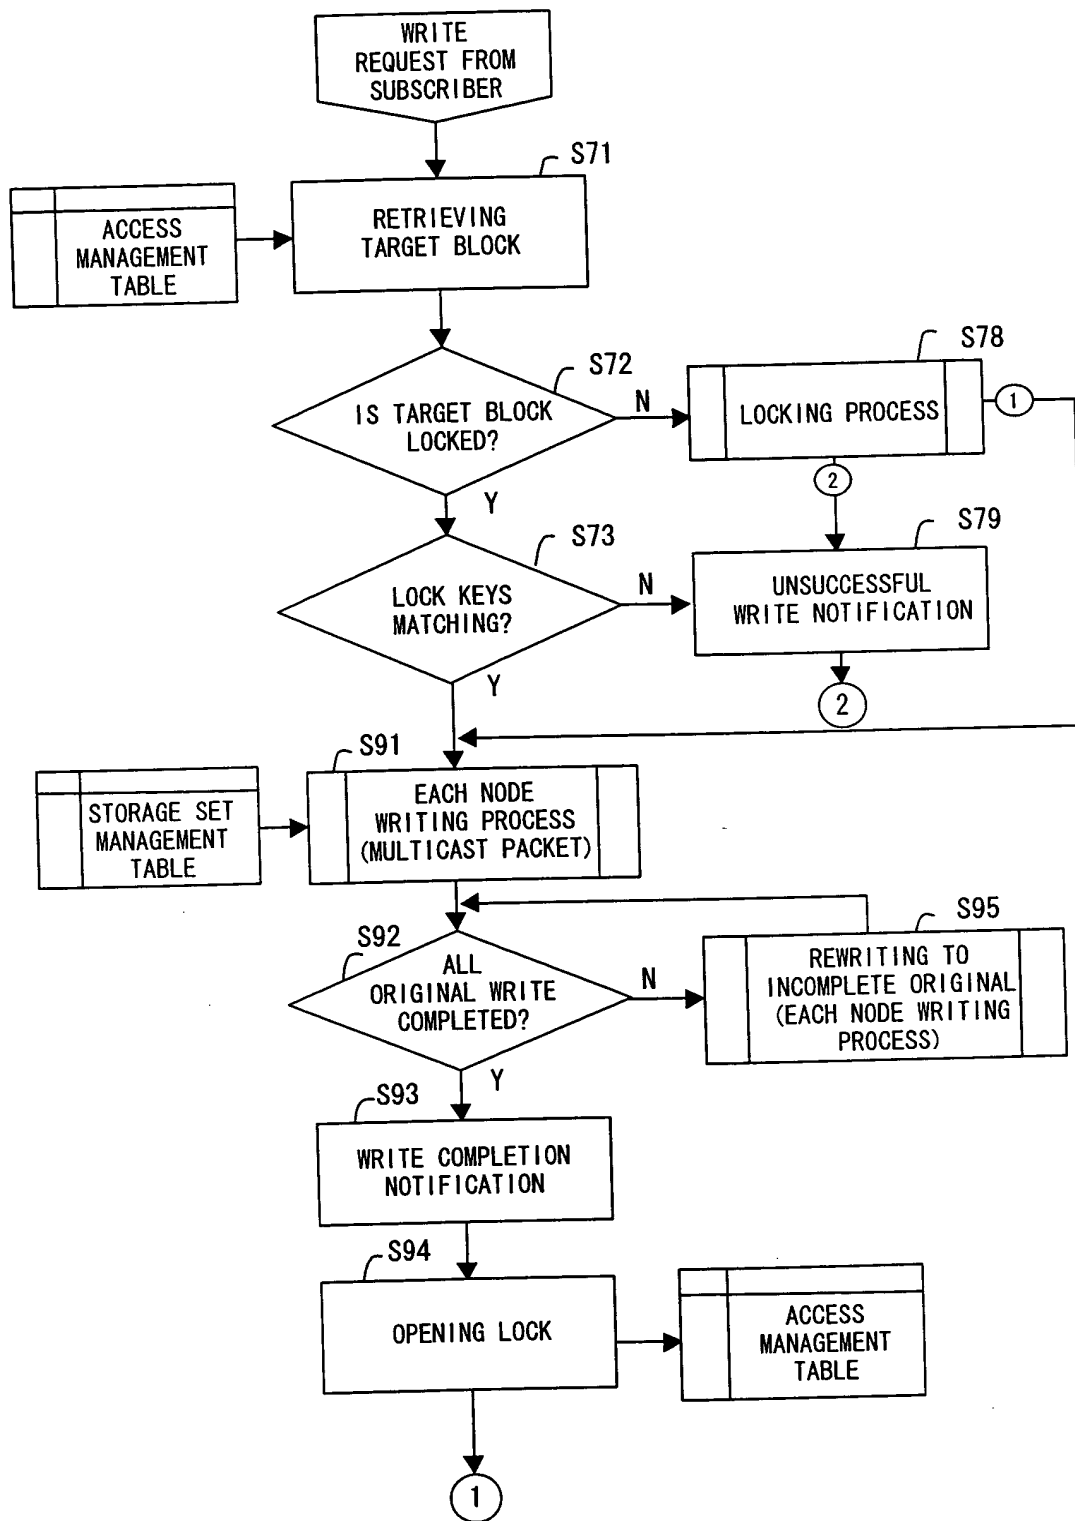 WRITE
REQUEST FROM
SUBSCRIBER
S71
RETRIEVING
TARGET BLOCK
ACCESS
MANAGEMENT
TABLE
S72
IS TARGET BLOCK
LOCKED?
N
S78
LOCKING PROCESS
1
2
Y
S73
LOCK KEYS
MATCHING?
N
S79
UNSUCCESSFUL
WRITE NOTIFICATION
2
Y
S91
EACH NODE
WRITING PROCESS
(MULTICAST PACKET)
STORAGE SET
MANAGEMENT
TABLE
S92
ALL
ORIGINAL WRITE
COMPLETED?
N
S95
REWRITING TO
INCOMPLETE ORIGINAL
(EACH NODE WRITING
PROCESS)
Y
S93
WRITE COMPLETION
NOTIFICATION
S94
OPENING LOCK
ACCESS
MANAGEMENT
TABLE
1